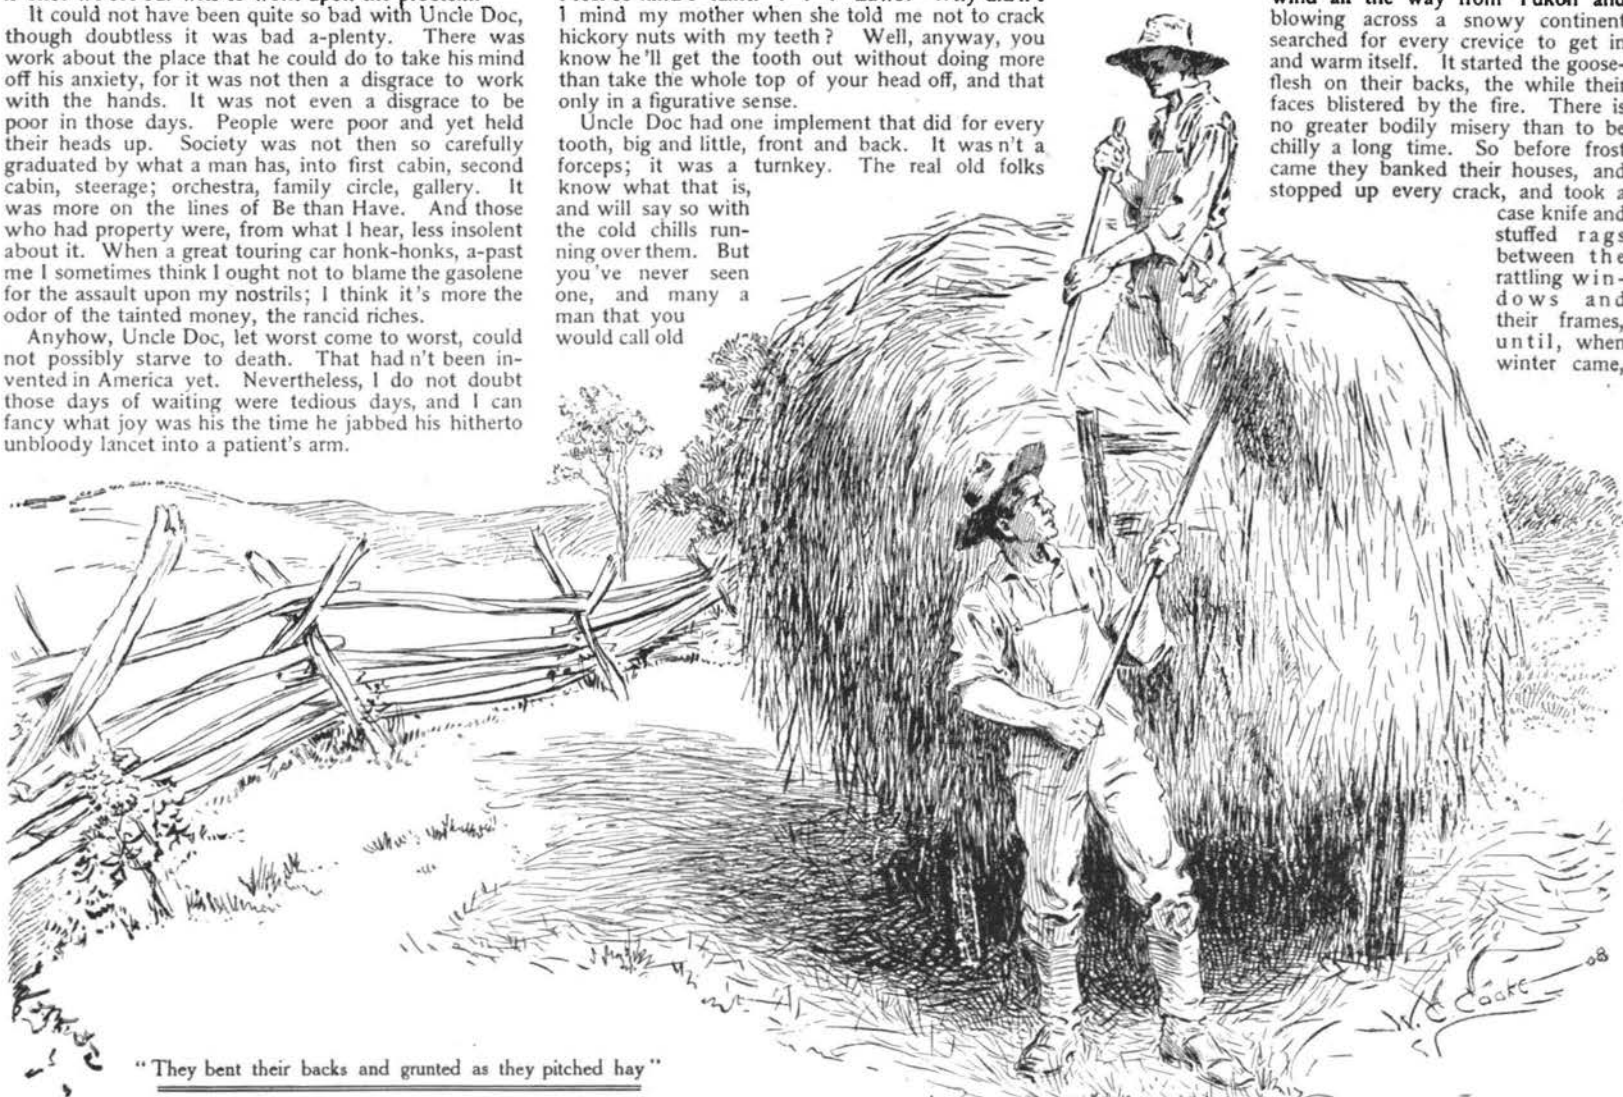 It could not have been quite so bad with Uncle Doc,
though doubtless it was bad a-plenty. There was
work about the place that he could do to take his mind
off his anxiety, for it was not then a disgrace to work
with the hands. It was not even a disgrace to be
poor in those days. People were poor and yet held
their heads up. Society was not then so carefully
graduated by what a man has, into first cabin, second
cabin, steerage; orchestra, family circle, gallery. It
was more on the lines of Be than Have. And those
who had property were, from what I hear, less insolent
about it. When a great touring car honk-honks, a-past
me I sometimes think I ought not to blame the gasolene
for the assault upon my nostrils; I think it's more the
odor of the tainted money, the rancid riches.
Anyhow, Uncle Doc, let worst come to worst, could
not possibly starve to death. That had n't been in-
vented in America yet. Nevertheless, I do not doubt
those days of waiting were tedious days, and I can
fancy what joy was his the time he jabbed his hitherto
unbloody lancet into a patient's arm.
I mind my mother when she told me not to crack
hickory nuts with my teeth? Well, anyway, you
know he'll get the tooth out without doing more
than take the whole top of your head off, and that
only in a figurative sense.
Uncle Doc had one implement that did for every
tooth, big and little, front and back. It was n't a
forceps; it was a turnkey. The real old folks
know what that is,
and will say so with
the cold chills run-
ning over them. But
you've never seen
one, and many a
man that you
would call old
wind all the way from Yukon and
blowing across a snowy continent
searched for every crevice to get in
and warm itself. It started the goose-
flesh on their backs, the while their
faces blistered by the fire. There is
no greater bodily misery than to be
chilly a long time. So before frost
came they banked their houses, and
stopped up every crack, and took a
case knife and
stuffed rags
between the
rattling win-
dows and
their frames,
until, when
winter came,
W. C Cooke 08
"They bent their backs and grunted as they pitched hay"